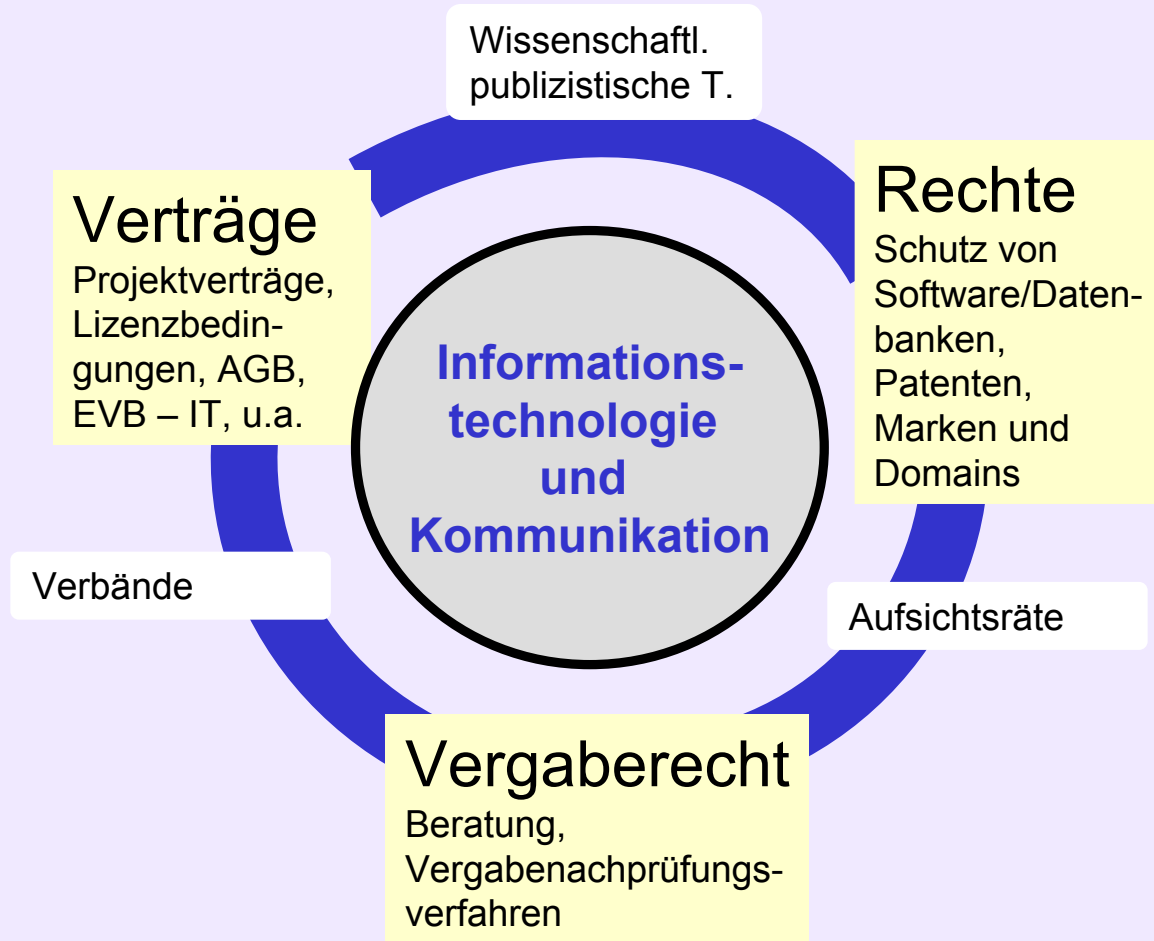 Wissenschaftl.
publizistische T.
Verträge
Projektverträge,
Lizenzbedin-
gungen, AGB,
EVB – IT, u.a.
Rechte
Schutz von
Software/Daten-
banken,
Patenten,
Marken und
Domains
Informations-
technologie
und
Kommunikation
Verbände
Aufsichtsräte
Vergaberecht
Beratung,
Vergabenachprüfungs-
verfahren